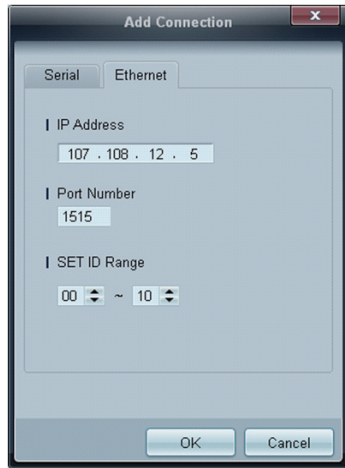 Add Connection
x
Serial Ethernet
IP Address
107 . 108 . 12 . 5
Port Number
1515
SET ID Range
00 ~ 10
OK Cancel